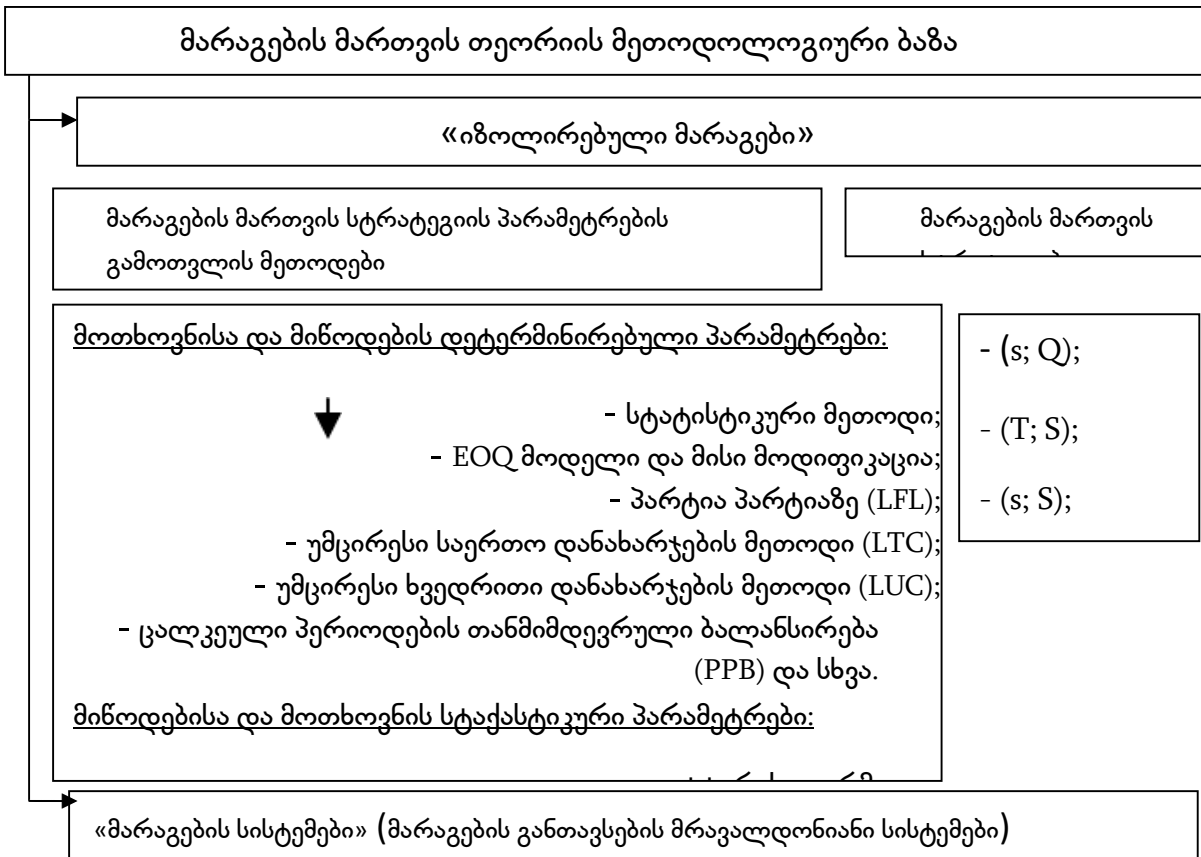 მარაგების მართვის თეორიის მეთოდოლოგიური ბაზა
«იზოლირებული მარაგები»
მარაგების მართვის სტრატეგიის პარამეტრების
გამოთვლის მეთოდები
მარაგების მართვის
მოთხოვნისა და მიწოდების დეტერმინირებული პარამეტრები:
- სტატისტიკური მეთოდი;
- EOQ მოდელი და მისი მოდიფიკაცია;
- პარტია პარტიაზე (LFL);
- უმცირესი საერთო დანახარჯების მეთოდი (LTC);
- უმცირესი ხვედრითი დანახარჯების მეთოდი (LUC);
- ცალკეული პერიოდების თანმიმდევრული ბალანსირება
(PPB) და სხვა.
მიწოდებისა და მოთხოვნის სტაქასტიკური პარამეტრები:
- (s; Q);
- (T; S);
- (s; S);
«მარაგების სისტემები» (მარაგების განთავსების მრავალდონიანი სისტემები)